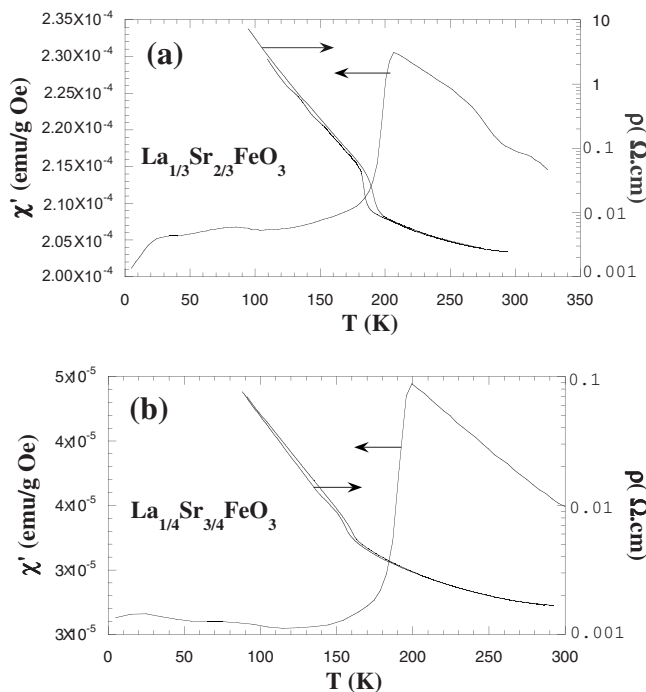 (a)
La1/3Sr2/3FeO3
χ' (emu/g Oe)
2.35X10-4
2.30X10-4
2.25X10-4
2.20X10-4
2.15X10-4
2.10X10-4
2.05X10-4
2.00X10-4
10
1
0.1
0.01
0.001
ρ( Ω.cm)
0 50 100 150 200 250 300 350
T (K)
(b)
La1/4Sr3/4FeO3
χ' (emu/g Oe)
5x10-5
4x10-5
4x10-5
3x10-5
3x10-5
0.1
0.01
0.001
ρ( Ω.cm)
0 50 100 150 200 250 300
T (K)